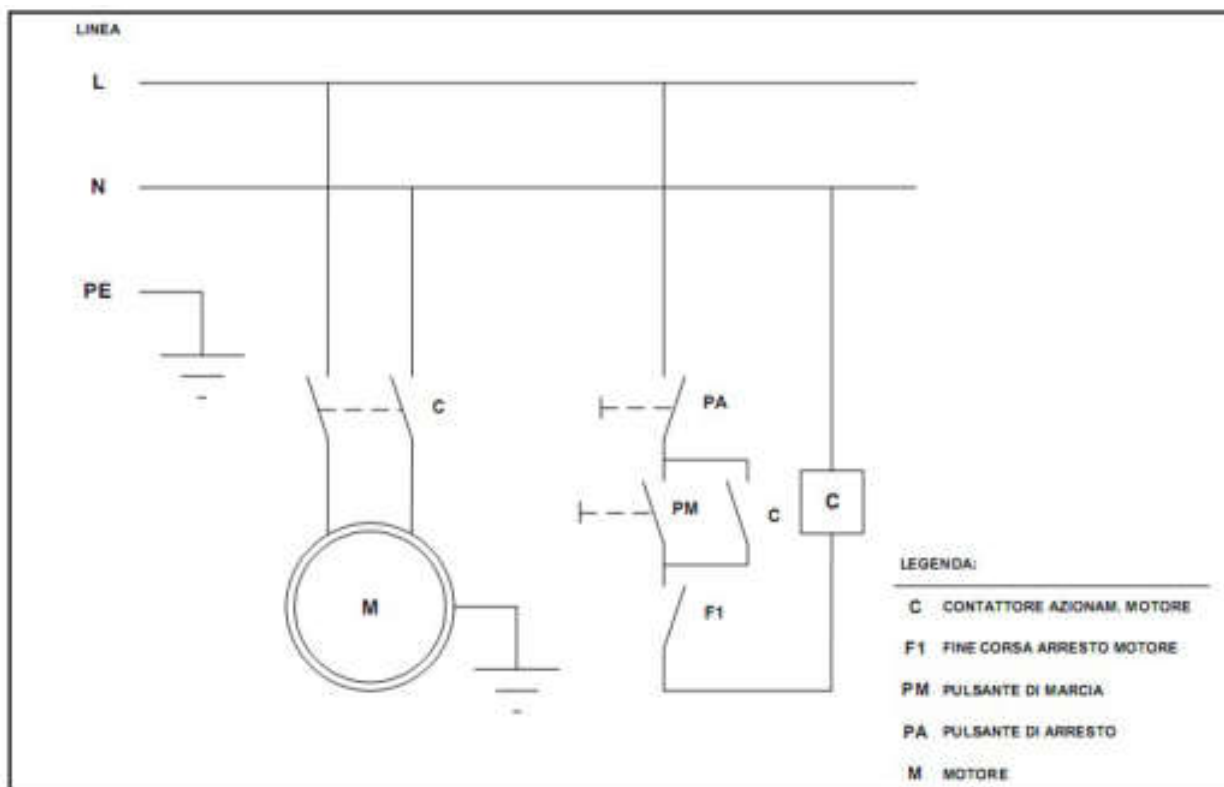 LINEA
L
N
PE
C
PA
PM
C
C
M
F1
LEGENDA:
C CONTATTORE AZIONAM. MOTORE
F1 FINE CORSA ARRESTO MOTORE
PM PULSANTE DI MARCIA
PA PULSANTE DI ARRESTO
M MOTORE